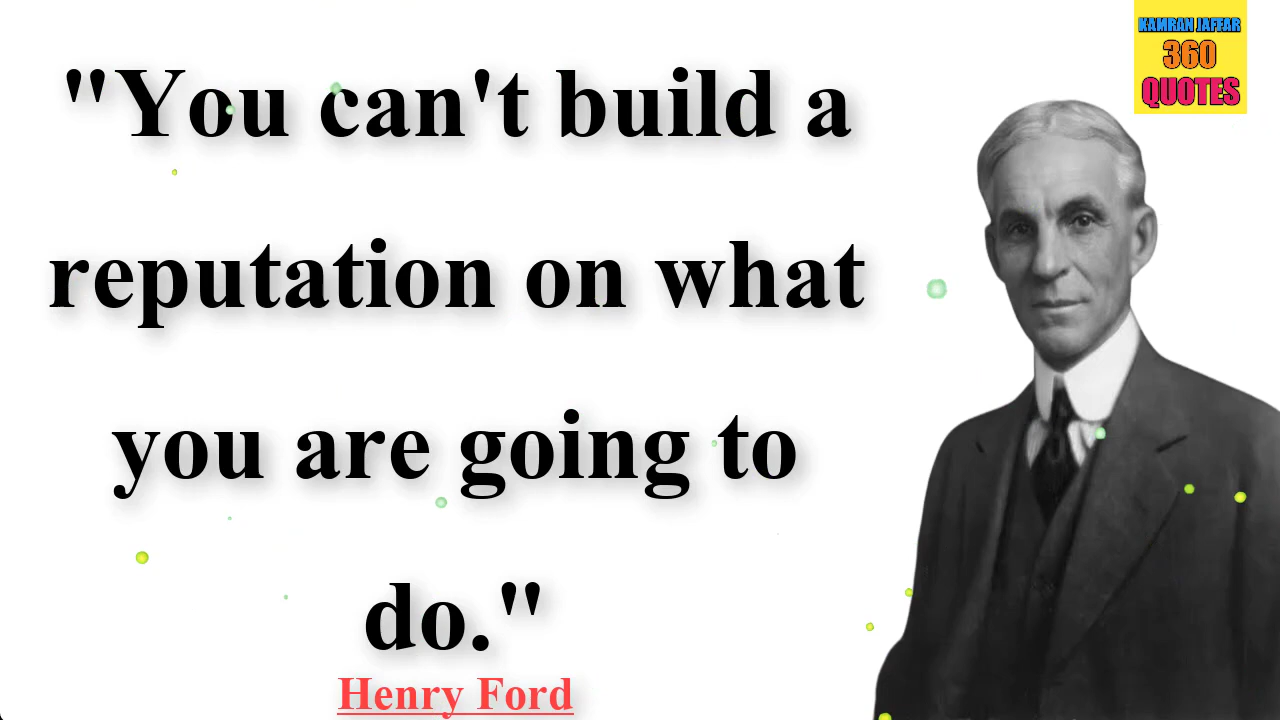 "You can't build a
reputation on what
you are going to
do."
Henry Ford
KAMRAN JAFFAR
360
QUOTES